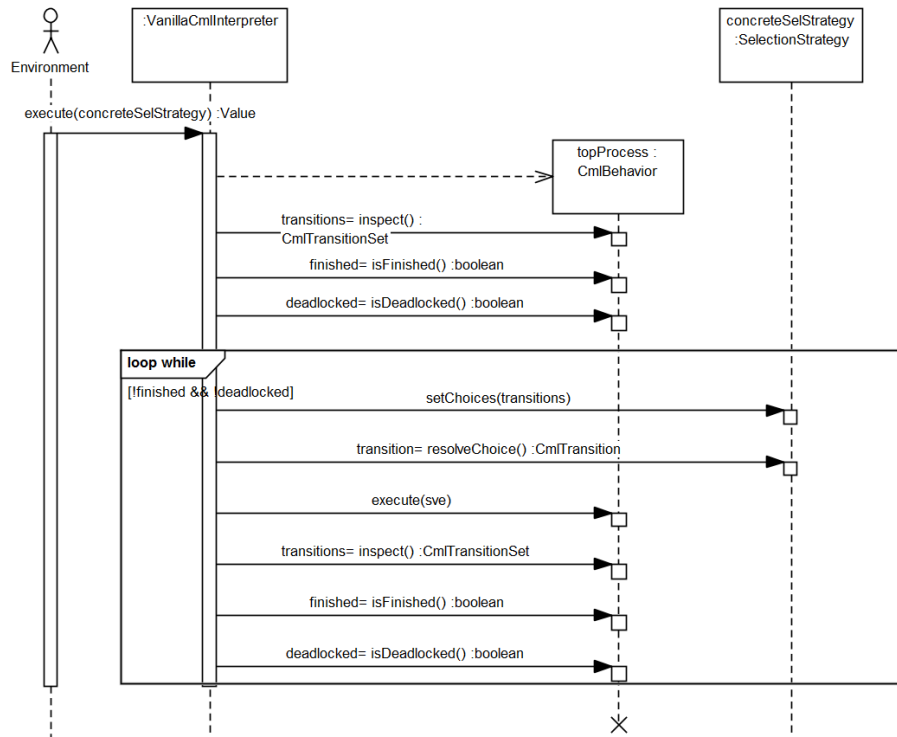 :VanillaCmlInterpreter
concreteSelStrategy
:SelectionStrategy
Environment
execute(concreteSelStrategy) :Value
topProcess :
CmlBehavior
transitions= inspect() :
CmlTransitionSet
finished= isFinished() :boolean
deadlocked= isDeadlocked() :boolean
loop while
[!finished && !deadlocked]
setChoices(transitions)
transition= resolveChoice() :CmlTransition
execute(sve)
transitions= inspect() :CmlTransitionSet
finished= isFinished() :boolean
deadlocked= isDeadlocked() :boolean